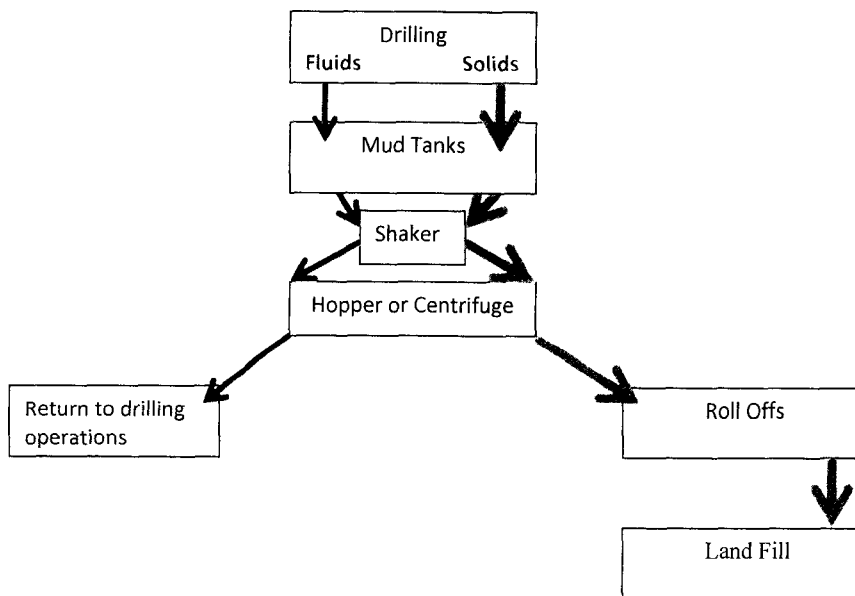 Drilling
Fluids Solids
Mud Tanks
Shaker
Hopper or Centrifuge
Return to drilling
operations
Roll Offs
Land Fill